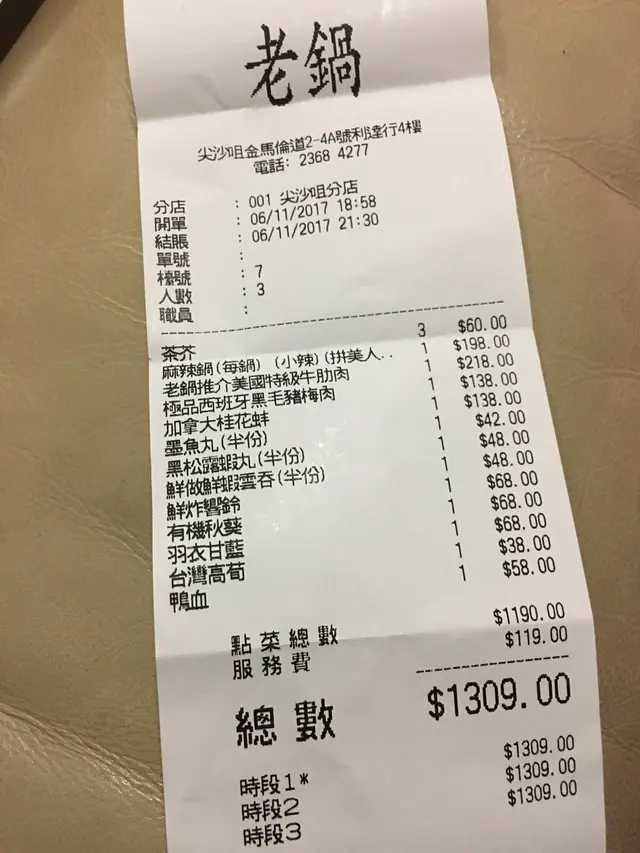 老鍋
尖沙咀金馬倫道2-4A號利達行4樓
電話: 2368 4277
分店 : 001 尖沙咀分店
開單 : 06/11/2017 18:58
結賬 : 06/11/2017 21:30
單號 :
檯號 : 7
人數 : 3
職員 :
茶芥 3 $60.00
麻辣鍋(每鍋) (小辣)(拼美人.. 1 $198.00
老鍋推介美國特級牛肋肉 1 $218.00
極品西班牙黑毛豬梅肉 1 $138.00
加拿大桂花蚌 1 $138.00
墨魚丸(半份) 1 $42.00
黑松露蝦丸(半份) 1 $48.00
鮮做鮮蝦雲吞(半份) 1 $48.00
鮮炸響鈴 1 $68.00
有機秋葵 1 $68.00
羽衣甘藍 1 $68.00
台灣高荀 1 $38.00
鴨血 1 $58.00
點菜總數 $1190.00
服務費 $119.00
總數 $1309.00
時段1* $1309.00
時段2 $1309.00
時段3 $1309.00